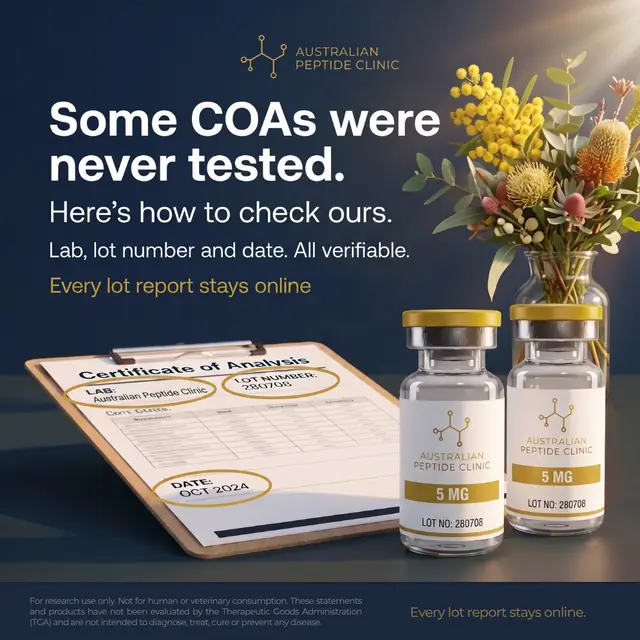 AUSTRALIAN
PEPTIDE CLINIC
Some COAs were
never tested.
Here's how to check ours.
Lab, lot number and date. All verifiable.
Every lot report stays online
Certificate of Analysis
LAB:
Australian Peptide Clinic
LOT NUMBER:
280708
DATE:
OCT 2024
AUSTRALIAN
PEPTIDE CLINIC
5 MG
LOT NO: 280708
AUSTRALIAN
PEPTIDE CLINIC
5 MG
LOT NO: 280708
For research use only. Not for human or veterinary consumption. These statements
and products have not been evaluated by the Therapeutic Goods Administration
(TGA) and are not intended to diagnose, treat, cure or prevent any disease.
Every lot report stays online.